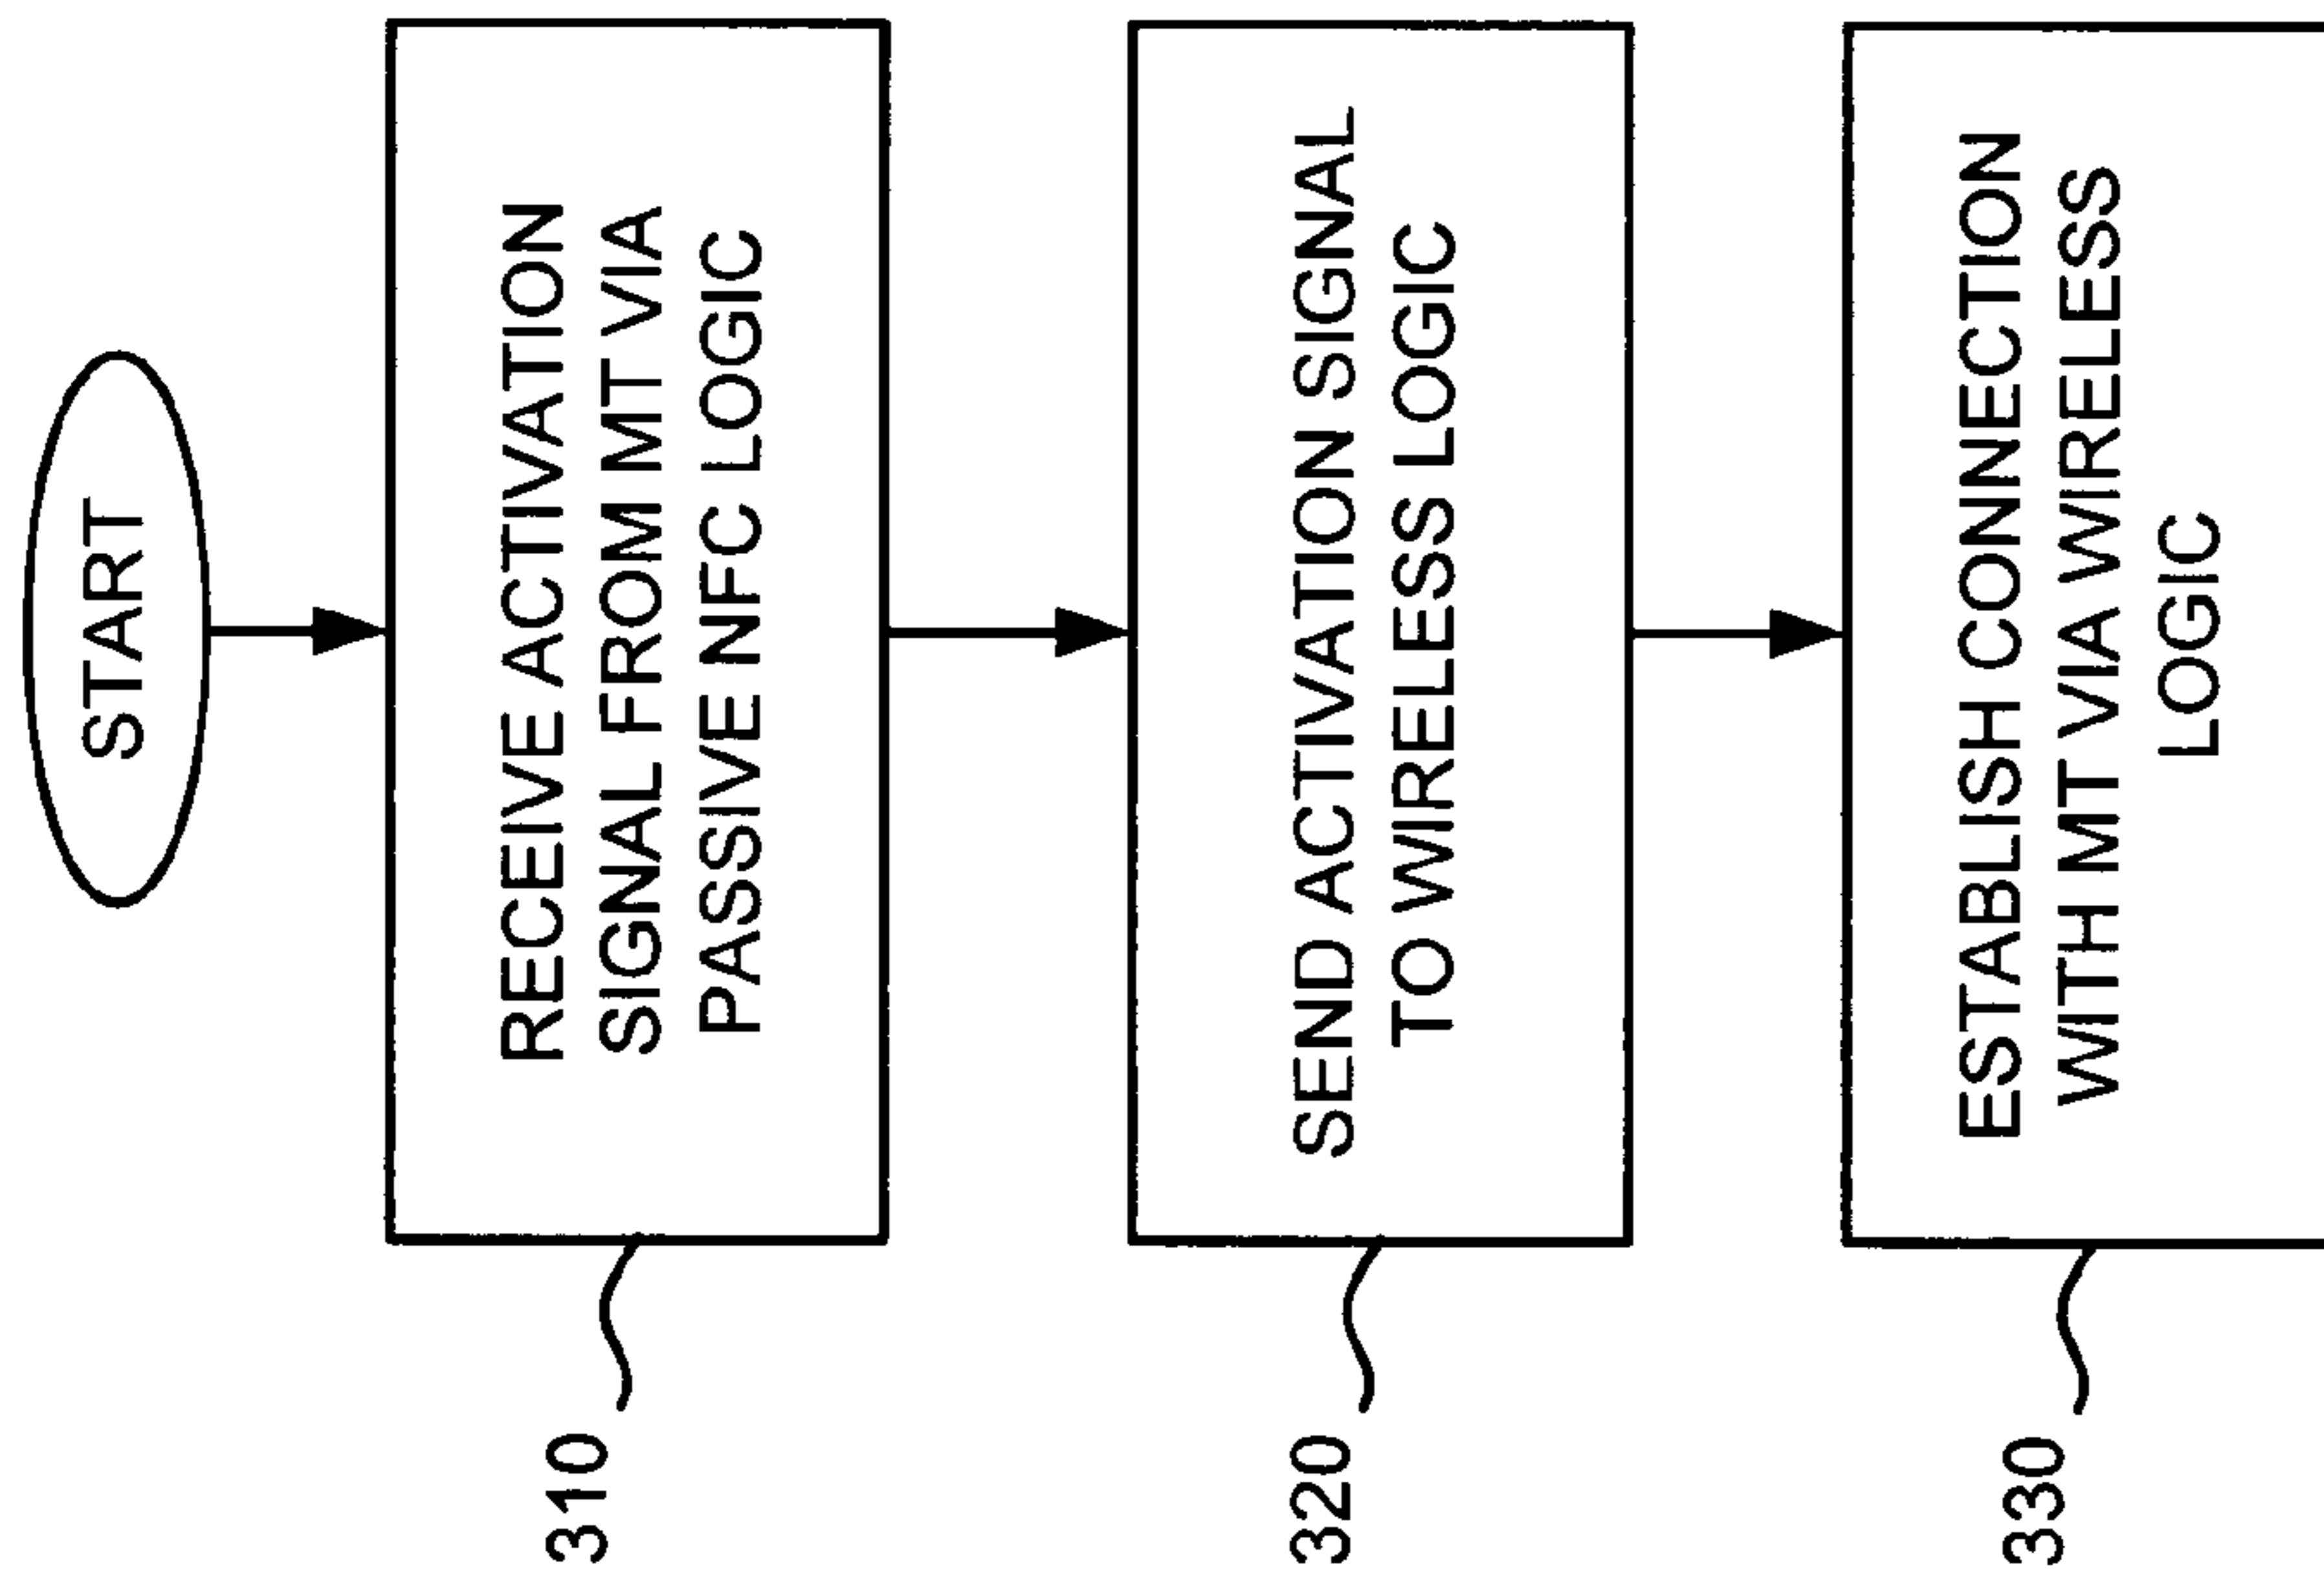 START
310
RECEIVE ACTIVATION
SIGNAL FROM MT VIA
PASSIVE NFC LOGIC
320
SEND ACTIVATION SIGNAL
TO WIRELESS LOGIC
330
ESTABLISH CONNECTION
WITH MT VIA WIRELESS
LOGIC